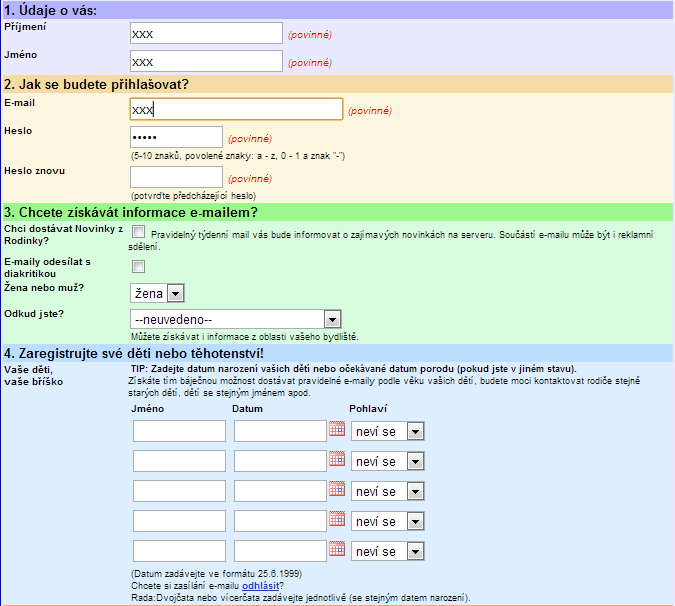 1. Údaje o vás:
Příjmení xxx (povinné)
Jméno xxx (povinné)
2. Jak se budete přihlašovat?
E-mail xxx (povinné)
Heslo ••••• (povinné)
(5-10 znaků, povolené znaky: a - z, 0 - 1 a znak "-")
Heslo znovu (povinné)
(potvrďte předcházející heslo)
3. Chcete získávát informace e-mailem?
Chci dostávat Novinky z Pravidelný týdenní mail vás bude informovat o zajímavých novinkách na serveru. Součástí e-mailu může být i reklamní
Rodinky? sdělení.
E-maily odesílat s
diakritikou
Žena nebo muž? žena
Odkud jste? --neuvedeno--
Můžete získávat i informace z oblasti vašeho bydliště.
4. Zaregistrujte své děti nebo těhotenství!
Vaše děti, TIP: Zadejte datum narození vašich dětí nebo očekávané datum porodu (pokud jste v jiném stavu).
vaše bříško Získáte tím báječnou možnost dostávat pravidelné e-maily podle věku vašich dětí, budete moci kontaktovat rodiče stejně
starých dětí, dětí se stejným jménem apod.
Jméno Datum Pohlaví
neví se
neví se
neví se
neví se
neví se
(Datum zadávejte ve formátu 25.6.1999)
Chcete si zasílání e-mailu odhlásit?
Rada:Dvojčata nebo vícerčata zadávejte jednotlivě (se stejným datem narození).